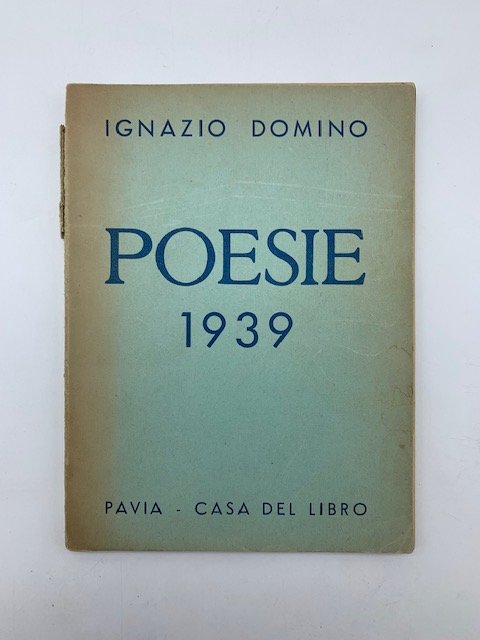 IGNAZIO DOMINO
POESIE
1939
PAVIA - CASA DEL LIBRO